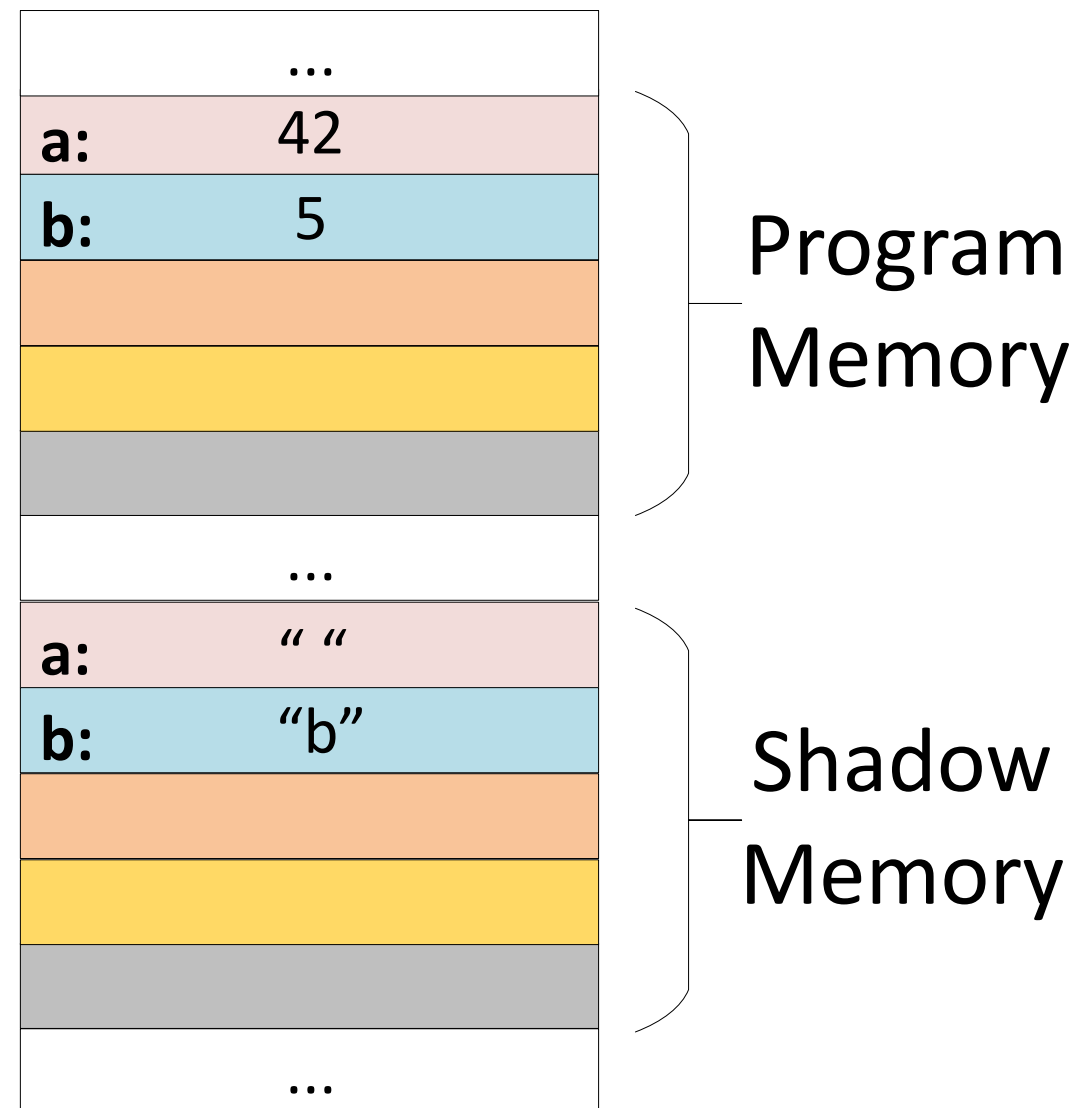 ...
a: 42
b: 5
Program
Memory
...
a: “ “
b: “b”
Shadow
Memory
...